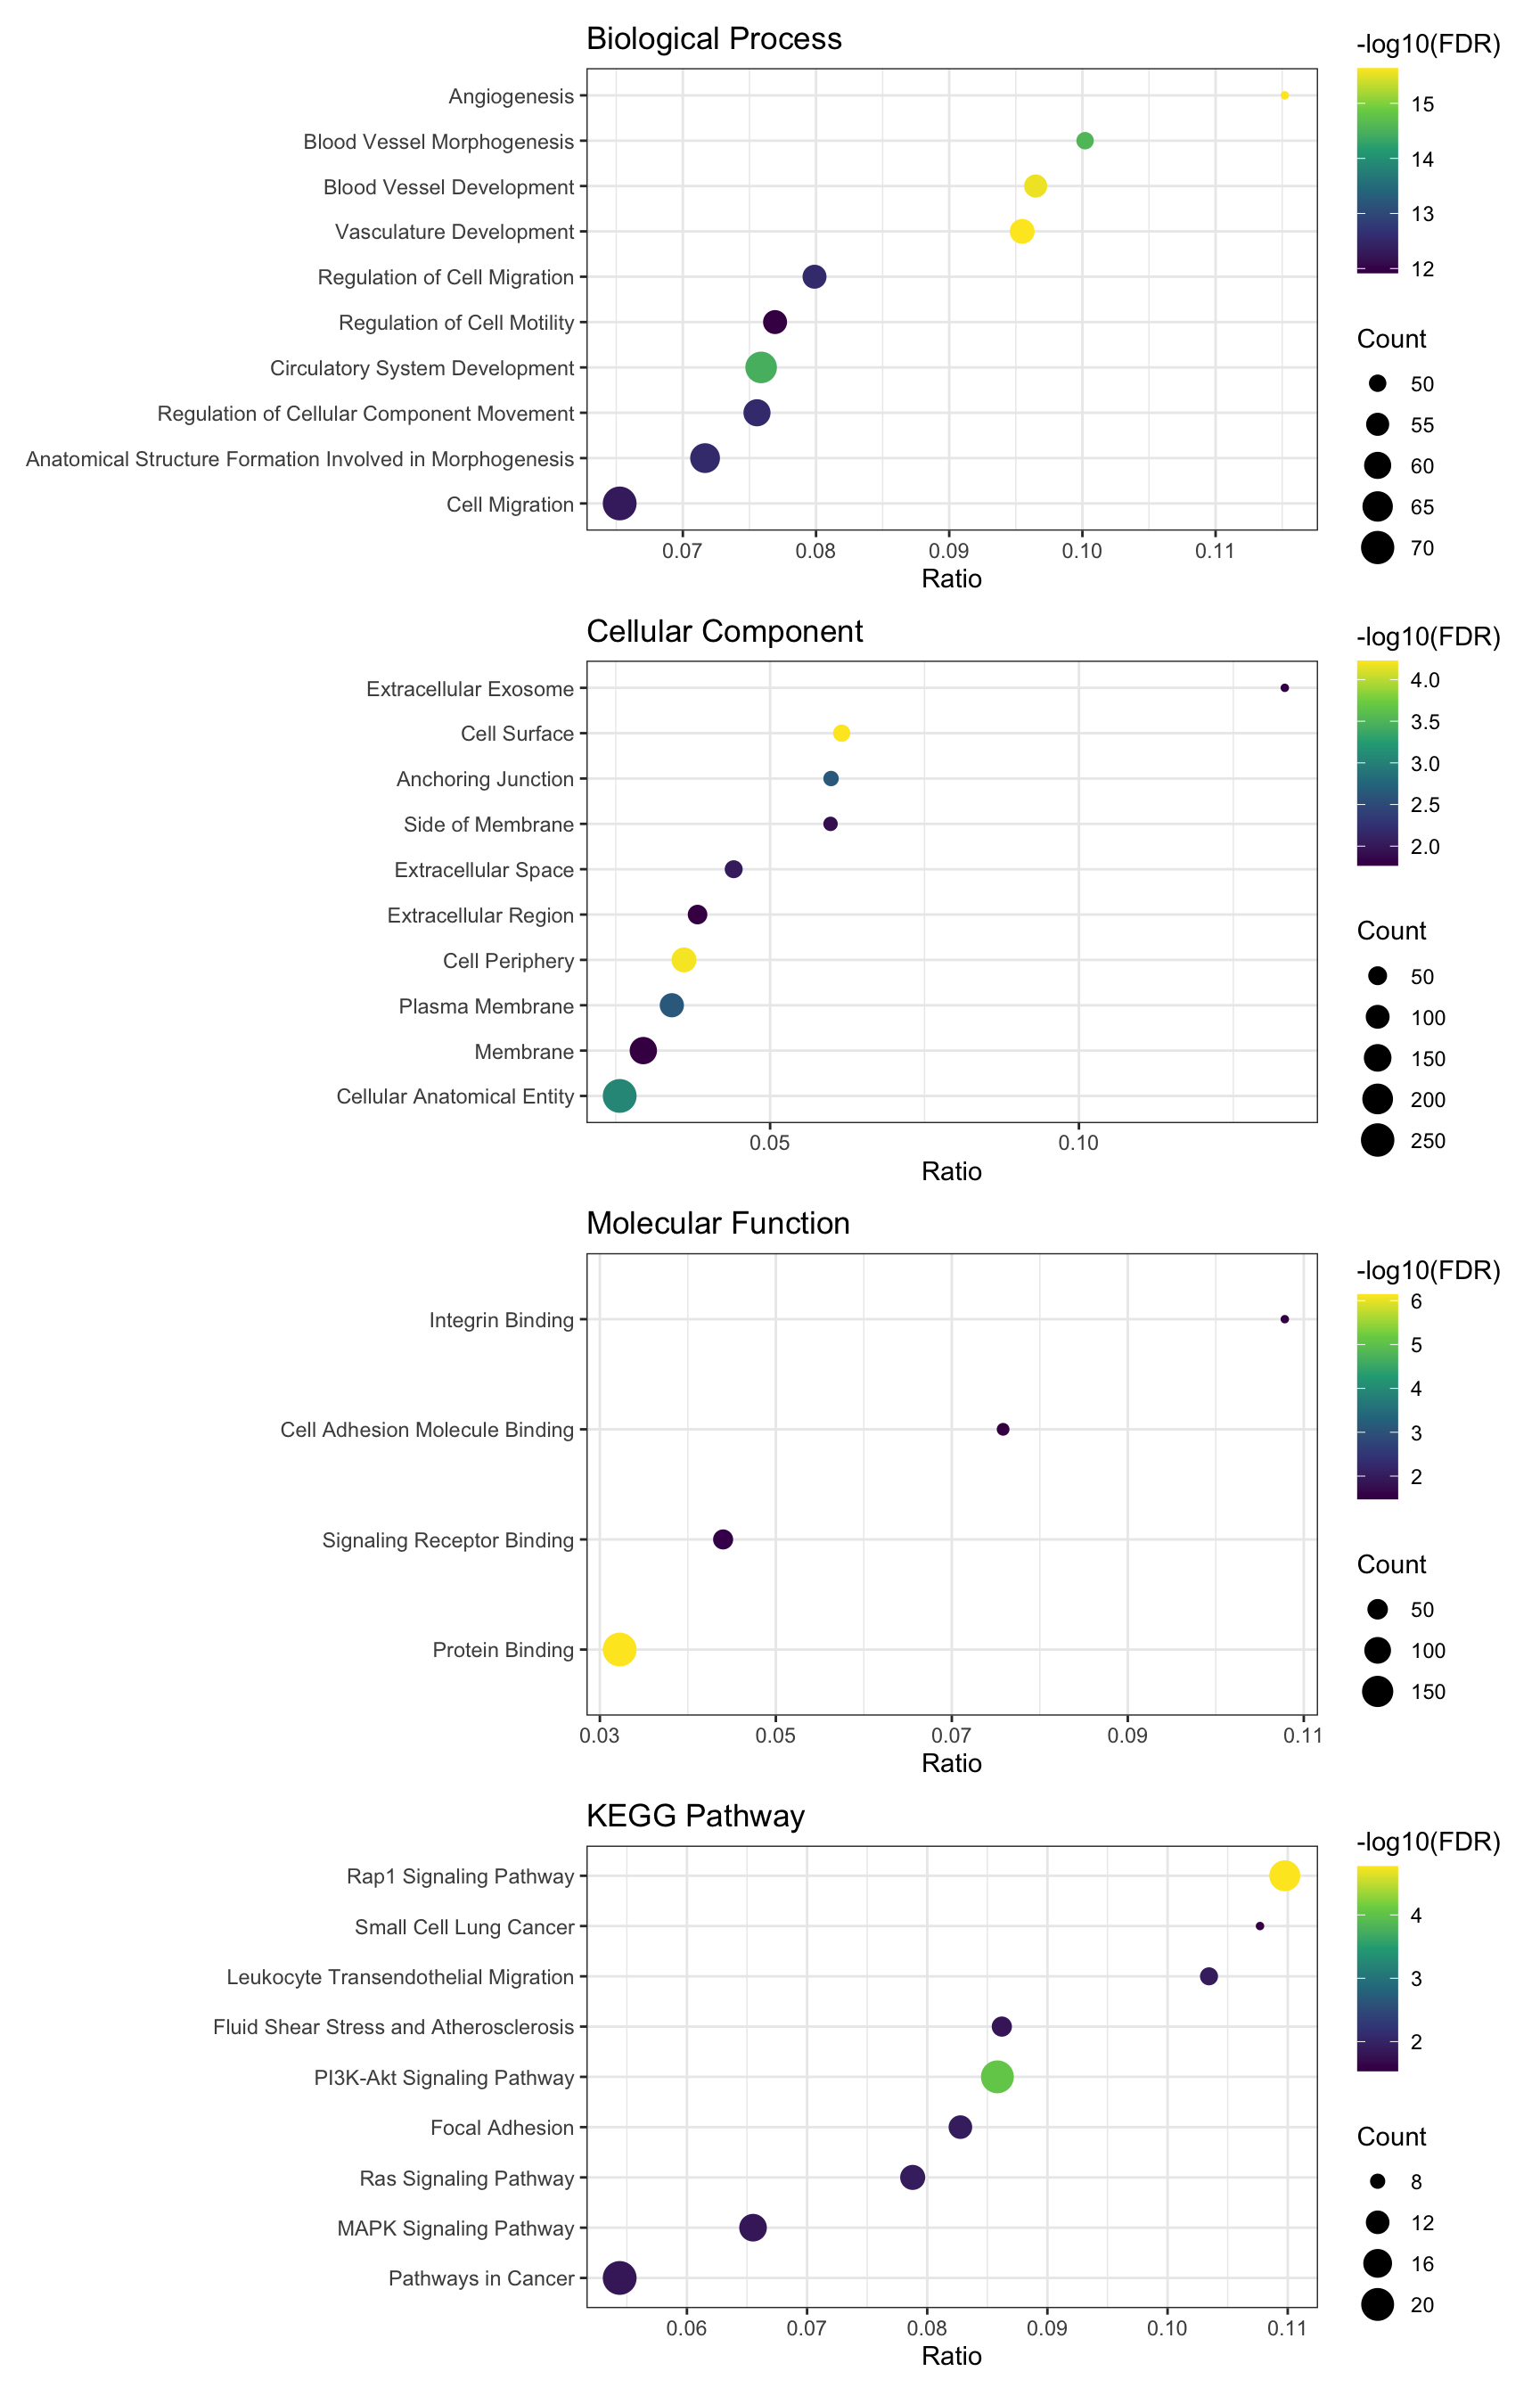 Biological Process
Angiogenesis
Blood Vessel Morphogenesis
Blood Vessel Development
Vasculature Development
Regulation of Cell Migration
Regulation of Cell Motility
Circulatory System Development
Regulation of Cellular Component Movement
Anatomical Structure Formation Involved in Morphogenesis
Cell Migration
0.07 0.08 0.09 0.10 0.11
Ratio
-log10(FDR)
15
14
13
12
Count
50
55
60
65
70
Cellular Component
Extracellular Exosome
Cell Surface
Anchoring Junction
Side of Membrane
Extracellular Space
Extracellular Region
Cell Periphery
Plasma Membrane
Membrane
Cellular Anatomical Entity
0.05 0.10
Ratio
-log10(FDR)
4.0
3.5
3.0
2.5
2.0
Count
50
100
150
200
250
Molecular Function
Integrin Binding
Cell Adhesion Molecule Binding
Signaling Receptor Binding
Protein Binding
0.03 0.05 0.07 0.09 0.11
Ratio
-log10(FDR)
6
5
4
3
2
Count
50
100
150
KEGG Pathway
Rap1 Signaling Pathway
Small Cell Lung Cancer
Leukocyte Transendothelial Migration
Fluid Shear Stress and Atherosclerosis
PI3K-Akt Signaling Pathway
Focal Adhesion
Ras Signaling Pathway
MAPK Signaling Pathway
Pathways in Cancer
0.06 0.07 0.08 0.09 0.10 0.11
Ratio
-log10(FDR)
4
3
2
Count
8
12
16
20